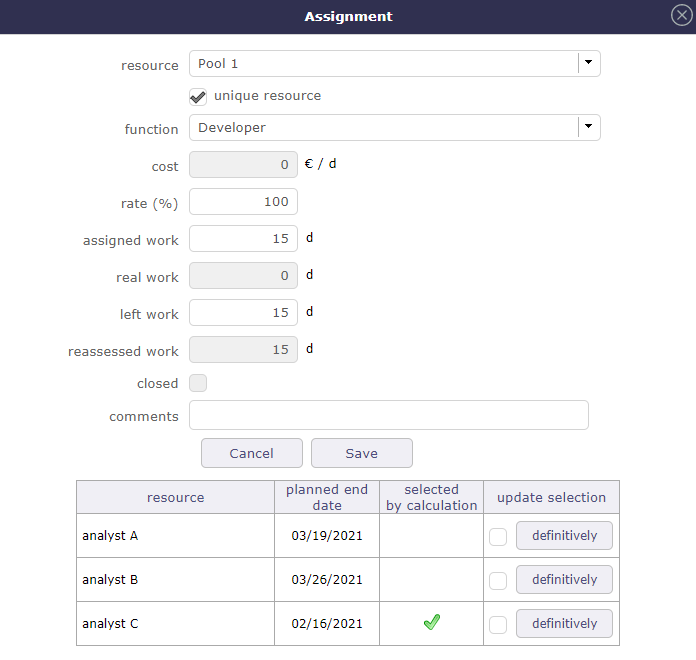 Assignment
resource Pool 1
unique resource
function Developer
cost 0 € / d
rate (%) 100
assigned work 15 d
real work 0 d
left work 15 d
reassessed work 15 d
closed
comments
Cancel Save
resource planned end date selected by calculation update selection
analyst A 03/19/2021 definitively
analyst B 03/26/2021 definitively
analyst C 02/16/2021 definitively